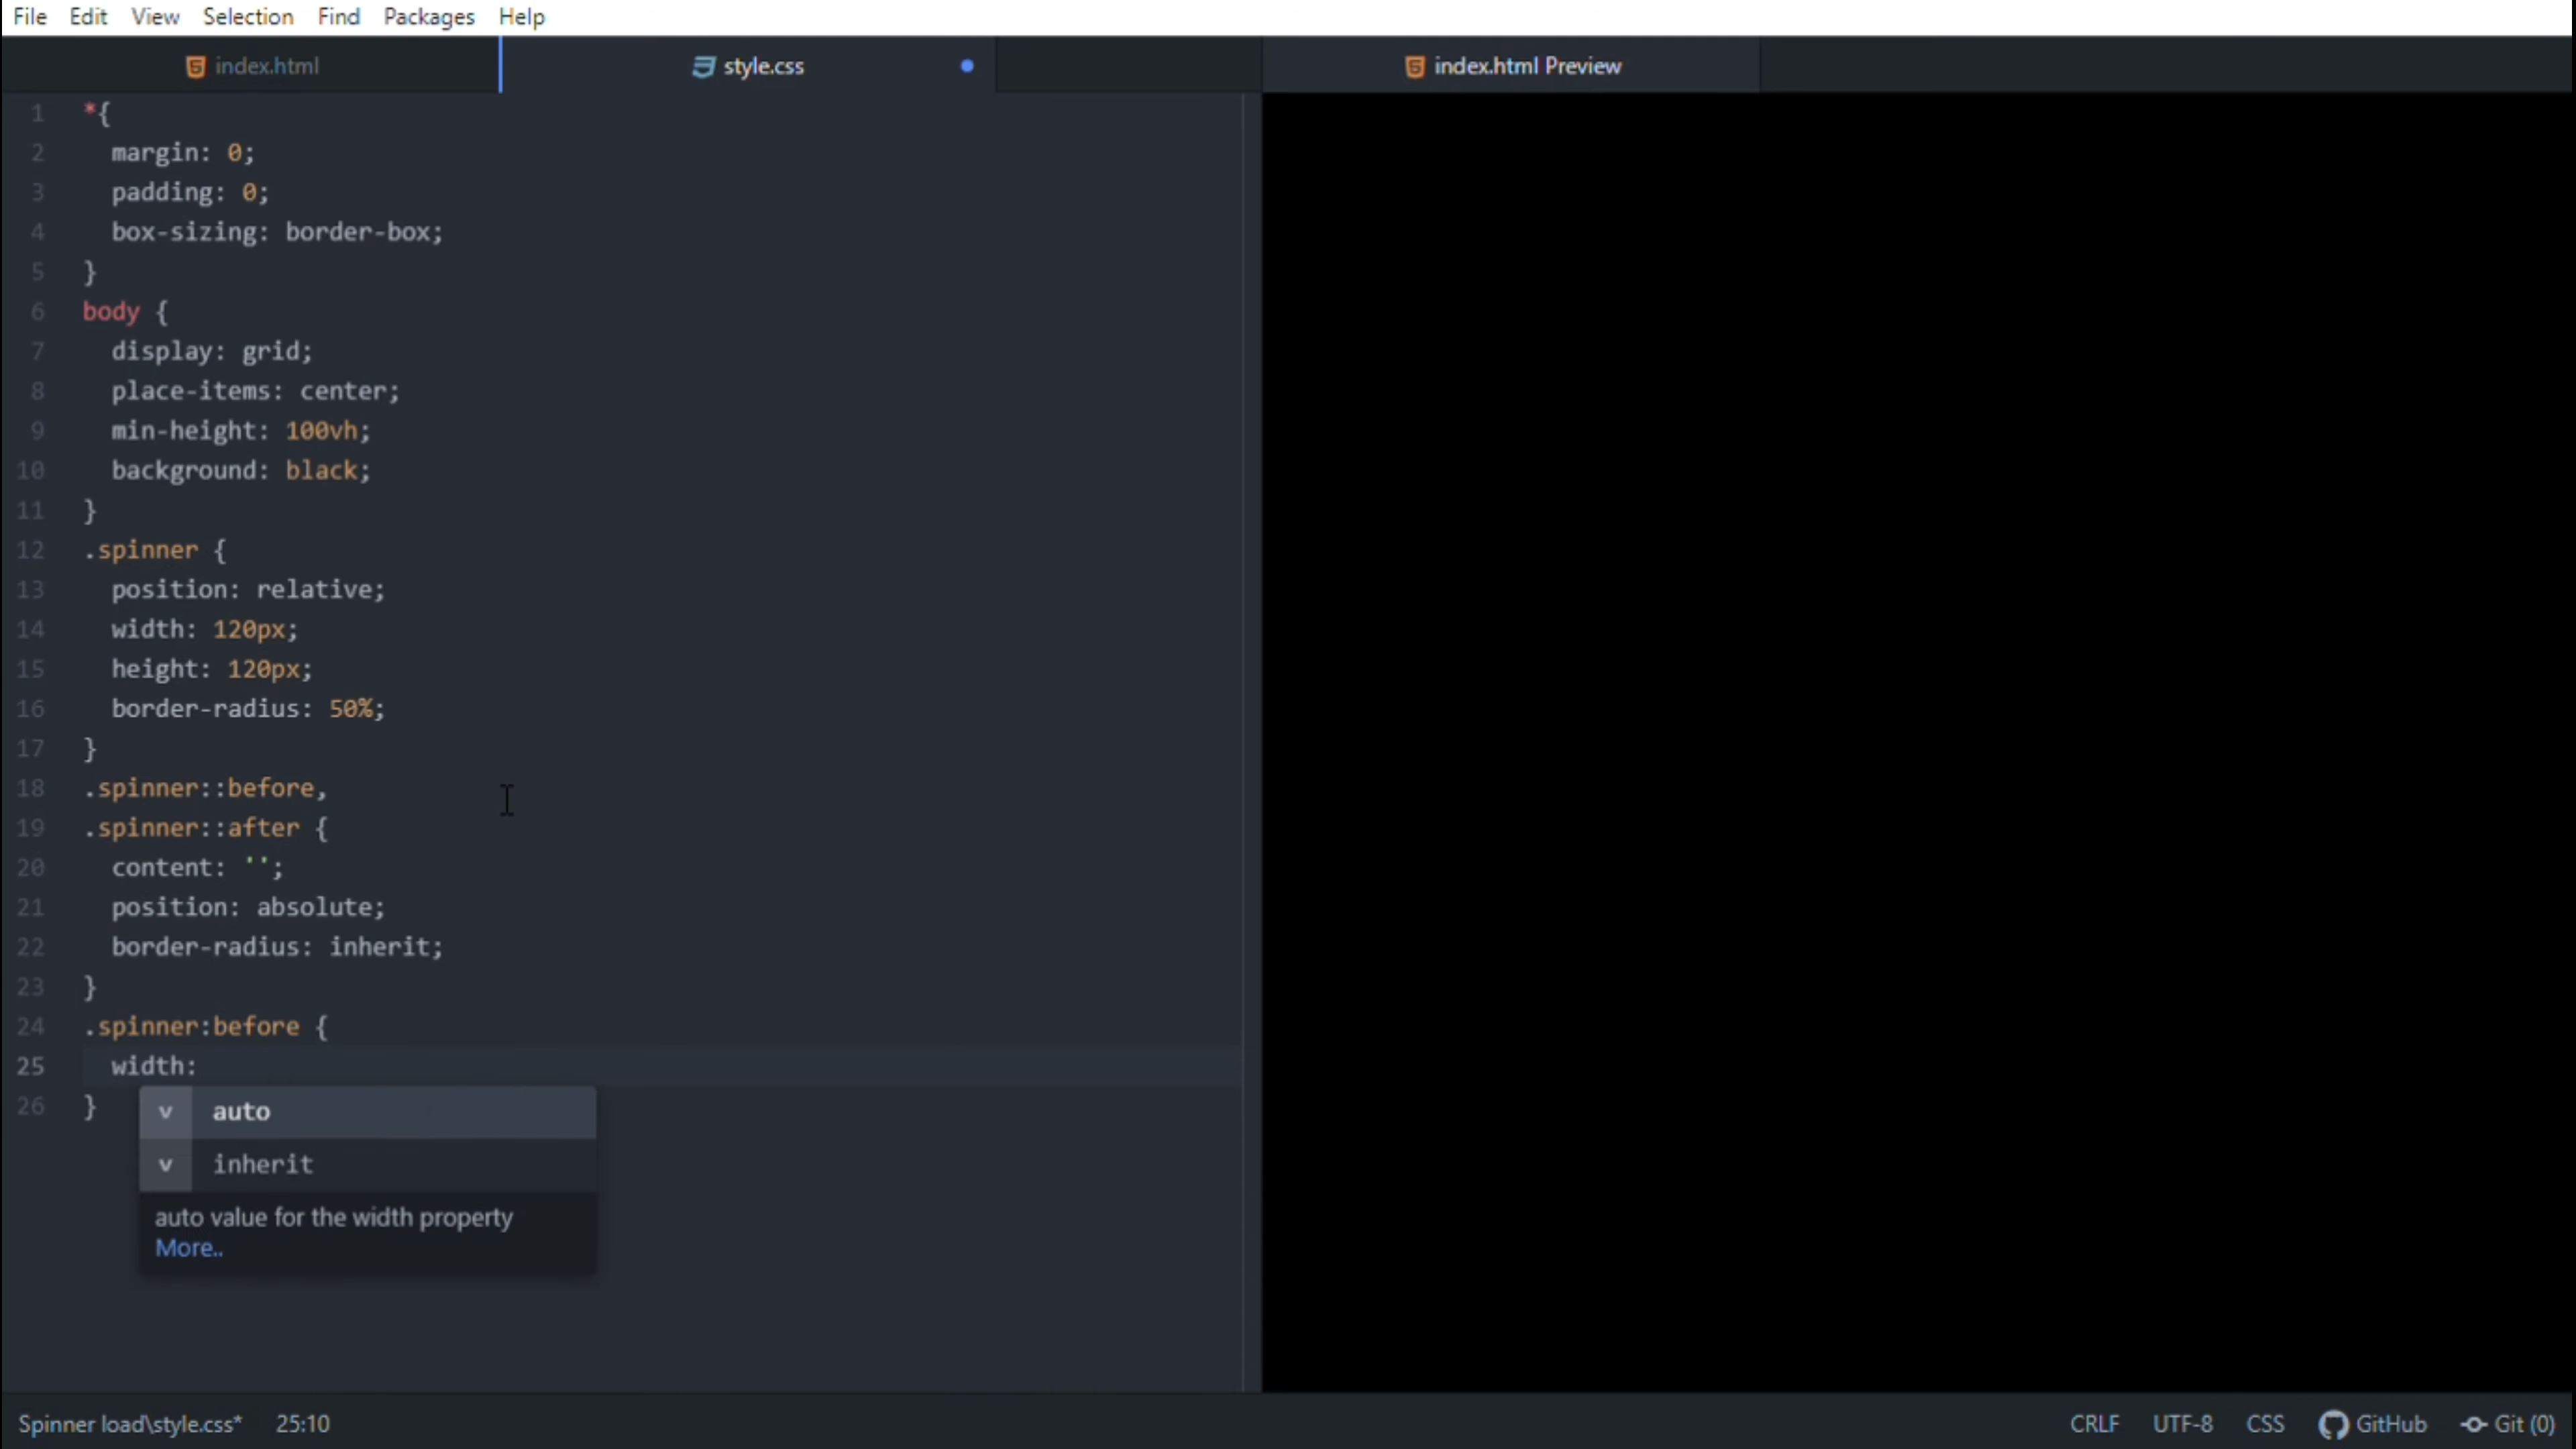 File Edit View Selection Find Packages Help
index.html style.css index.html Preview
1 *{
2   margin: 0;
3   padding: 0;
4   box-sizing: border-box;
5 }
6 body {
7   display: grid;
8   place-items: center;
9   min-height: 100vh;
10   background: black;
11 }
12 .spinner {
13   position: relative;
14   width: 120px;
15   height: 120px;
16   border-radius: 50%;
17 }
18 .spinner::before,
19 .spinner::after {
20   content: '';
21   position: absolute;
22   border-radius: inherit;
23 }
24 .spinner:before {
25   width:
26 }
v auto
v inherit
auto value for the width property
More..
Spinner load\style.css* 25:10 CRLF UTF-8 CSS GitHub Git (0)